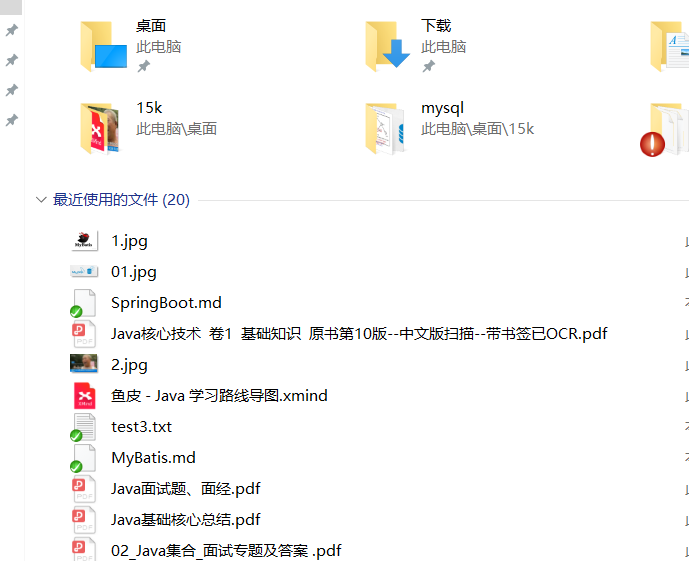 桌面
此电脑
下载
此电脑
15k
此电脑\桌面
mysql
此电脑\桌面\15k
最近使用的文件 (20)
1.jpg
01.jpg
SpringBoot.md
Java核心技术 卷1 基础知识 原书第10版--中文版扫描--带书签已OCR.pdf
2.jpg
鱼皮 - Java 学习路线导图.xmind
test3.txt
MyBatis.md
Java面试题、面经.pdf
Java基础核心总结.pdf
02_Java集合_面试专题及答案 .pdf